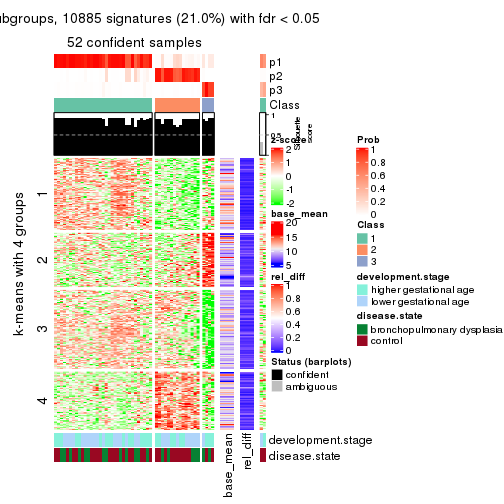 ubgroups, 10885 signatures (21.0%) with fdr < 0.05
52 confident samples
p1
p2
p3
Class
1
0.5
Silhouette
score
z-score
2
1
0
-1
-2
base_mean
20
15
10
5
rel_diff
1
0.8
0.6
0.4
0.2
0
Status (barplots)
confident
ambiguous
Prob
1
0.8
0.6
0.4
0.2
0
Class
1
2
3
development.stage
higher gestational age
lower gestational age
disease.state
bronchopulmonary dysplasia
control
k-means with 4 groups
1
2
3
4
development.stage
disease.state
base_mean
rel_diff